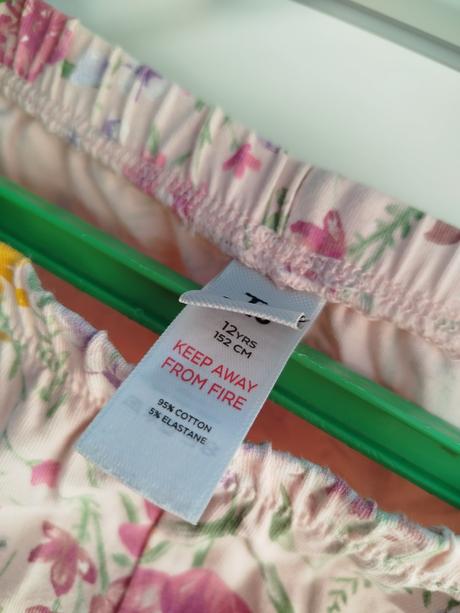 12YRS
152 CM
KEEP AWAY
FROM FIRE
95% COTTON
5% ELASTANE